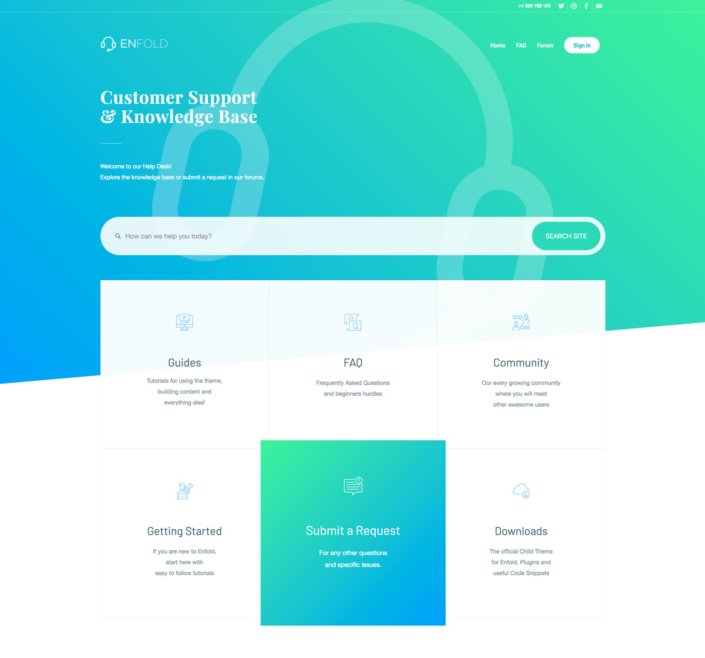 +1 555 799 133
ENFOLD
Home FAQ Forum Sign In
Customer Support
& Knowledge Base
Welcome to our Help Desk!
Explore the knowledge base or submit a request in our forums.
How can we help you today?
SEARCH SITE
Guides
Tutorials for using the theme,
building content and
everything else!
FAQ
Frequently Asked Questions
and beginners hurdles
Community
Our every growing community
where you will meet
other awesome users
Getting Started
If you are new to Enfold,
start here with
easy to follow tutorials
Submit a Request
For any other questions
and specific issues.
Downloads
The official Child Theme
for Enfold, Plugins and
useful Code Snippets